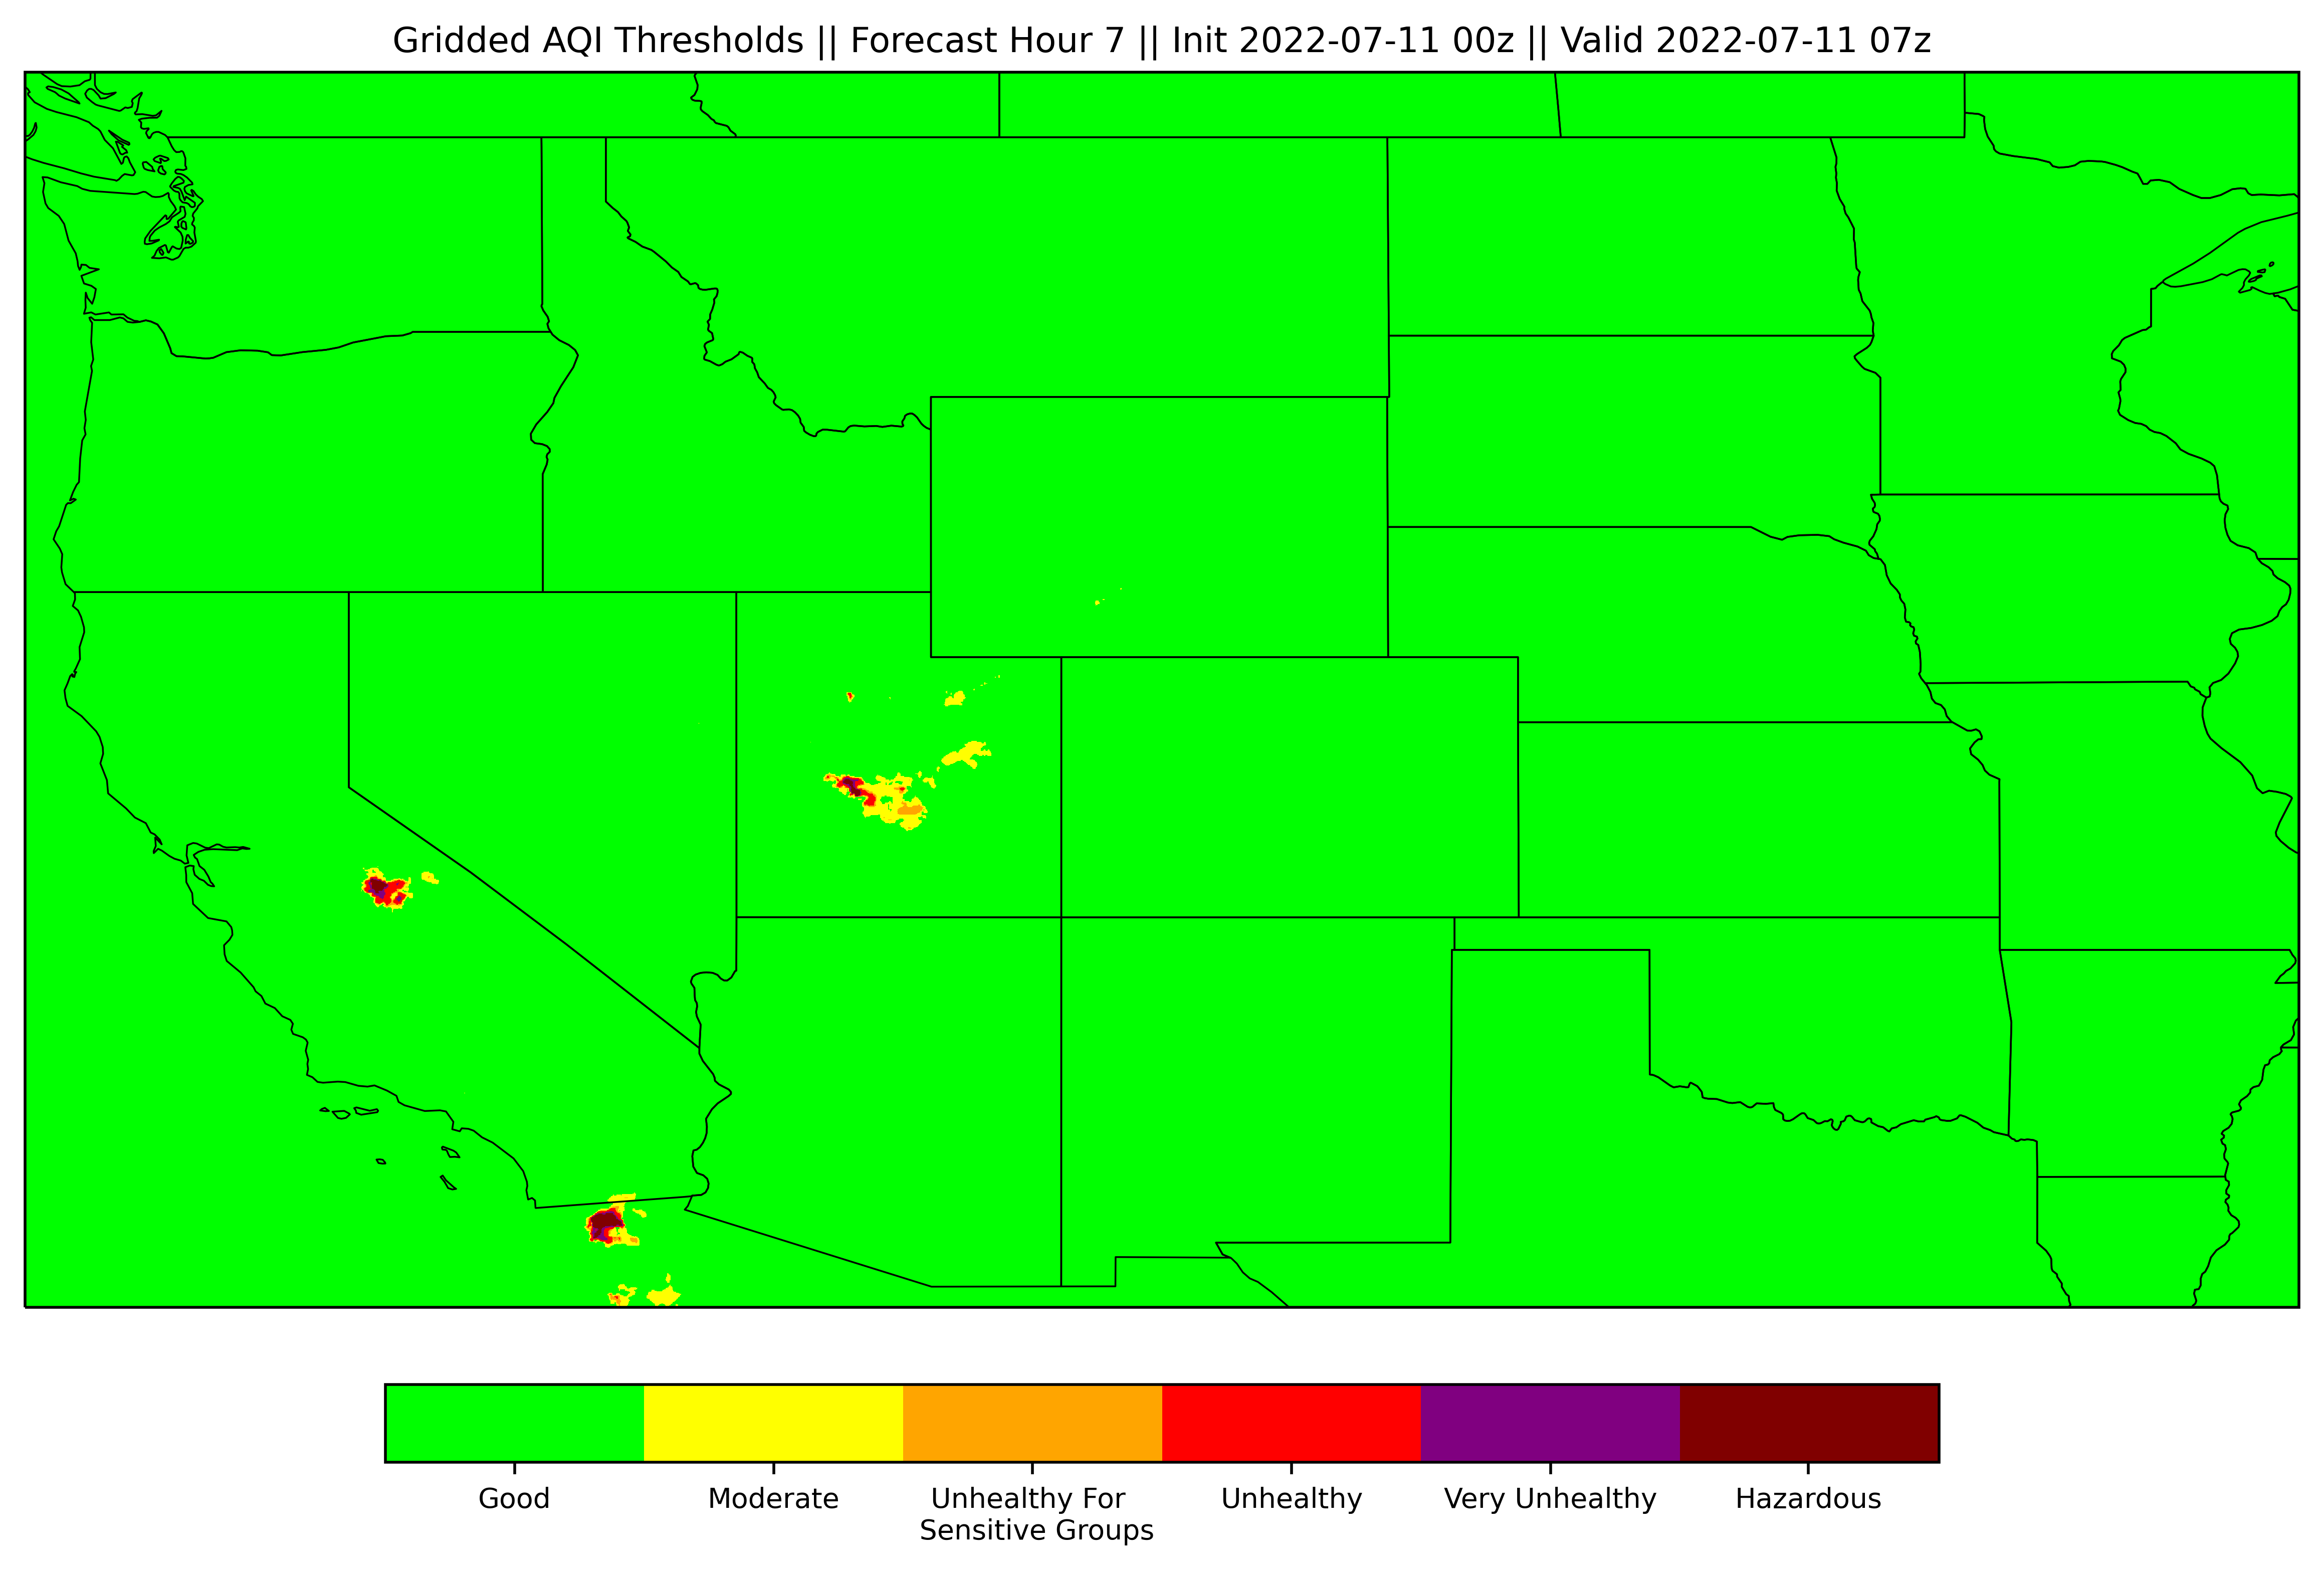 Gridded AQI Thresholds || Forecast Hour 7 || Init 2022-07-11 00z || Valid 2022-07-11 07z
Good
Moderate
Unhealthy For
Sensitive Groups
Unhealthy
Very Unhealthy
Hazardous